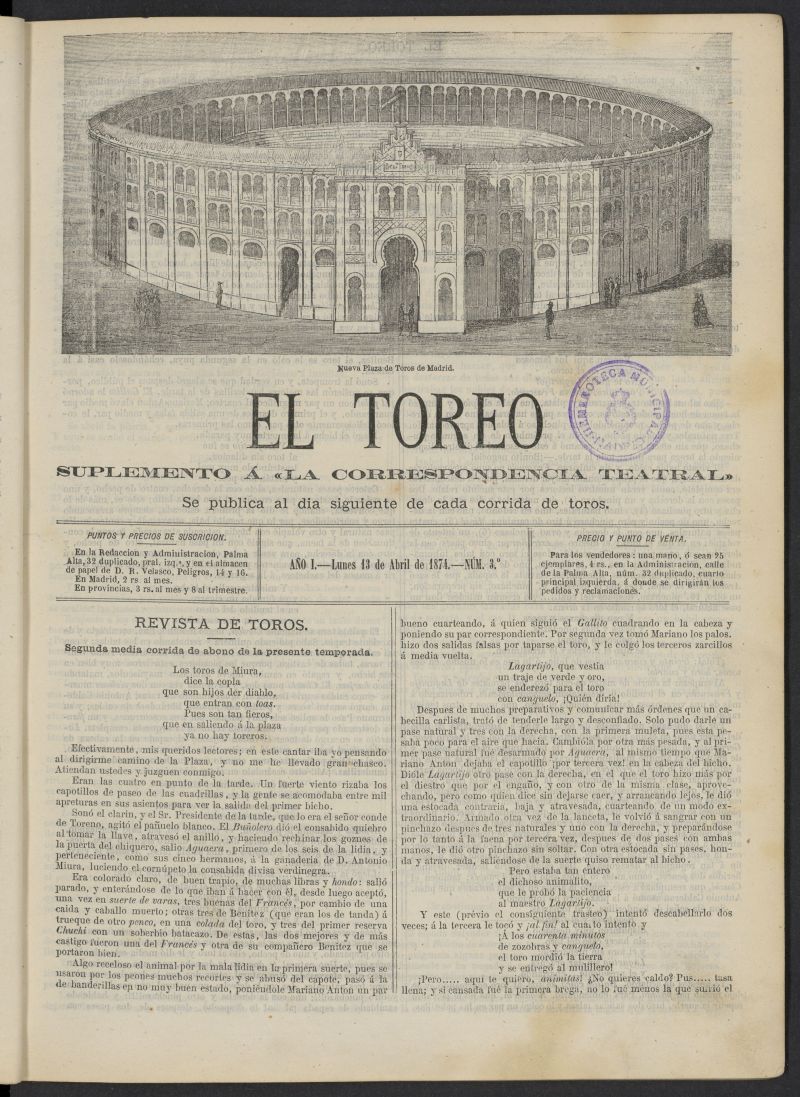 Nueva Plaza de Toros de Madrid.
HEMEROTECA MUNICIPAL
EL TOREO
SUPLEMENTO Á «LA CORRESPONDENCIA TEATRAL»
Se publica al dia siguiente de cada corrida de toros.
PUNTOS Y PRECIOS DE SUSCRICION.
En la Redaccion y Administracion, Palma
Alta, 32 duplicado, pral. izq.ª, y en el almacen
de papel de D. R. Velasco, Peligros, 14 y 16.
En Madrid, 2 rs. al mes.
En provincias, 3 rs. al mes y 8 al trimestre.
AÑO I.—Lunes 13 de Abril de 1874.—NÚM. 3.º
PRECIO Y PUNTO DE VENTA.
Para los vendedores: una mano, ó sean 25
ejemplares, 4 rs., en la Administracion, calle
de la Palma Alta, núm. 32 duplicado, cuarto
principal izquierda, á donde se dirigirán los
pedidos y reclamaciones.
REVISTA DE TOROS.
Segunda media corrida de abono de la presente temporada.
Los toros de Miura,
dice la copla
que son hijos der diablo,
que entran con toas.
Pues son tan fieros,
que en saliendo á la plaza
ya no hay toreros.
Efectivamente, mis queridos lectores; en este cantar iba yo pensando
al dirigirme camino de la Plaza, y no me he llevado gran chasco.
Atiendan ustedes y juzguen conmigo.
Eran las cuatro en punto de la tarde. Un fuerte viento rizaba los
capotillos de paseo de las cuadrillas, y la gente se acomodaba entre mil
apreturas en sus asientos para ver la salida del primer bicho.
Sonó el clarin, y el Sr. Presidente de la tarde, que lo era el señor conde
de Toreno, agitó el pañuelo blanco. El Buñolero dió el consabido quiebro
al tomar la llave, atravesó el anillo, y haciendo rechinar los goznes de
la puerta del chiquero, salio Aguaera, primero de los seis de la lidia, y
perteneciente, como sus cinco hermanos, á la ganadería de D. Antonio
Miura, luciendo el cornúpeto la consabida divisa verdinegra.
Era colorado claro, de buen trapío, de muchas libras y hondo: salió
parado, y enterándose de lo que iban á hacer con él, desde luego aceptó,
una vez en suerte de varas, tres buenas del Francés, por cambio de una
caida y caballo muerto; otras tres de Benitez (que eran los de tanda) á
trueque de otro penco, en una colada del toro, y tres del primer reserva
Chuchi con un soberbio batacazo. De estas, las dos mejores y de más
castigo fueron una del Francés y otra de su compañero Benitez que se
portaron bien.
Algo receloso el animal por la mala lidia en la primera suerte, pues se
usaron por los peones muchos recortes y se abusó del capote, pasó á la
de banderillas en no muy buen estado, poniéndole Mariano Anton un par
bueno cuarteando, á quien siguió el Gallito cuadrando en la cabeza y
poniendo su par correspondiente. Por segunda vez tomó Mariano los palos,
hizo dos salidas falsas por taparse el toro, y le colgó los terceros zarcillos
á media vuelta.
Lagartijo, que vestia
un traje de verde y oro,
se enderezó para el toro
con canguelo, ¡Quién diria!
Despues de muchos preparativos y comunicar más órdenes que un ca-
becilla carlista, trató de tenderle largo y desconfiado. Solo pudo darle un
pase natural y tres con la derecha, con la primera muleta, pues esta pe-
saba poco para el aire que hacía. Cambióla por otra más pesada, y al pri-
mer pase natural fué desarmado por Aguaera, al mismo tiempo que Ma-
riano Anton dejaba el capotillo ¡por tercera vez! en la cabeza del bicho.
Dióle Lagartijo otro pase con la derecha, en el que el toro hizo más por
el diestro que por el engaño, y con otro de la misma clase, aprove-
chando, pero como quien dice sin dejarse caer, y arrancando lejos, le dió
una estocada contraria, baja y atravesada, cuarteando de un modo ex-
traordinario. Armado otra vez de la lanceta, le volvió á sangrar con un
pinchazo despues de tres naturales y uno con la derecha, y preparándose
por lo tanto á la faena por tercera vez, despues de dos pases con ambas
manos, le dió otro pinchazo sin soltar. Con otra estocada sin pases, hon-
da y atravesada, saliéndose de la suerte quiso rematar al bicho.
Pero estaba tan entero
el dichoso animalito,
que le probó la paciencia
al maestro Lagartijo.
Y este (prévio el consiguiente trasteo) intentó descabellarlo dos
veces; á la tercera le tocó y ¡al fin! al cuarto intento y
¡Á los cuarenta minutos
de zozobras y canguelo,
el toro mordió la tierra
y se entregó al mulillero!
¡Pero..... aquí te quiero, animitas! ¿No quieres caldo? Pus..... tasa
llena; y si cansada fué la primera brega, no lo fué menos la que sufrió el